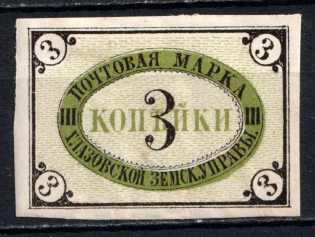 3 3
ПОЧТОВАЯ МАРКА
КОПѢЙКИ
3
ГЛАЗОВСКОЙ ЗЕМСК. УПРАВЫ.
3 3